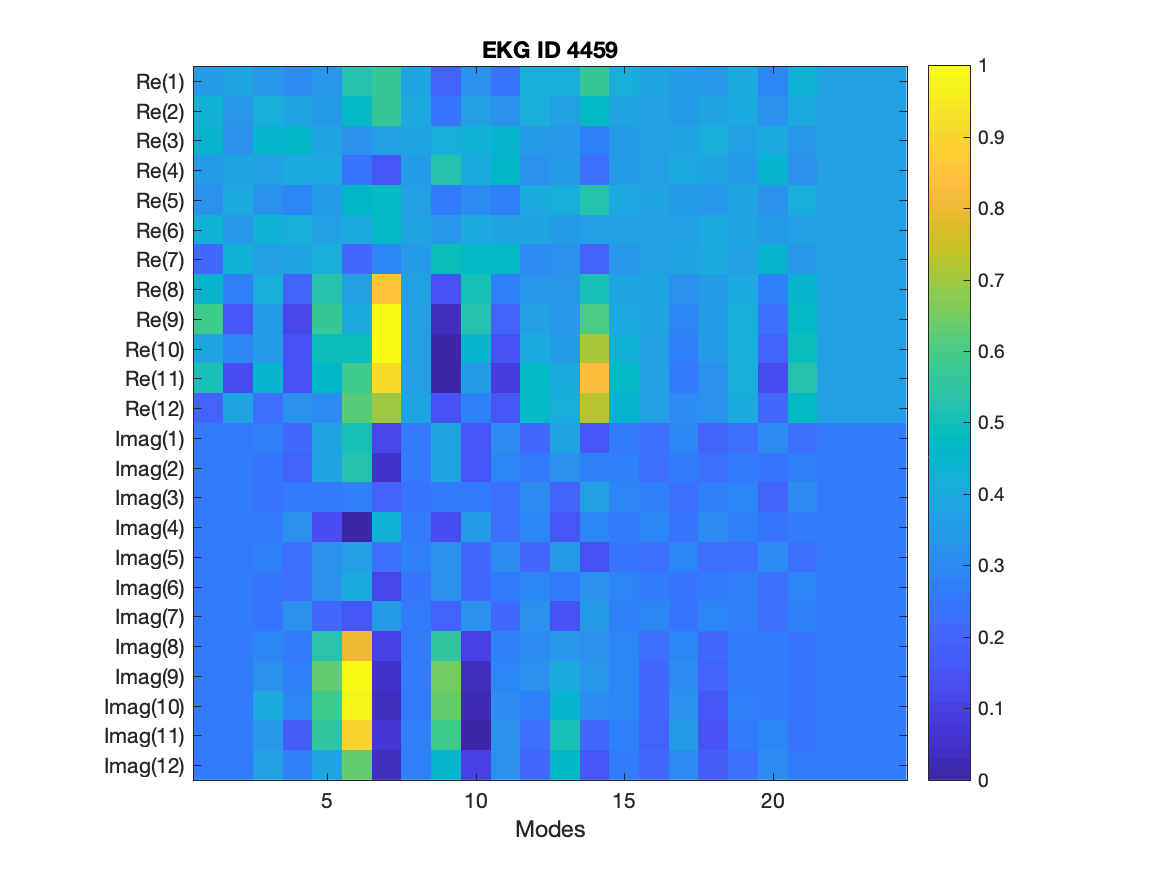 EKG ID 4459
Re(1)
Re(2)
Re(3)
Re(4)
Re(5)
Re(6)
Re(7)
Re(8)
Re(9)
Re(10)
Re(11)
Re(12)
Imag(1)
Imag(2)
Imag(3)
Imag(4)
Imag(5)
Imag(6)
Imag(7)
Imag(8)
Imag(9)
Imag(10)
Imag(11)
Imag(12)
5 10 15 20
Modes
1
0.9
0.8
0.7
0.6
0.5
0.4
0.3
0.2
0.1
0